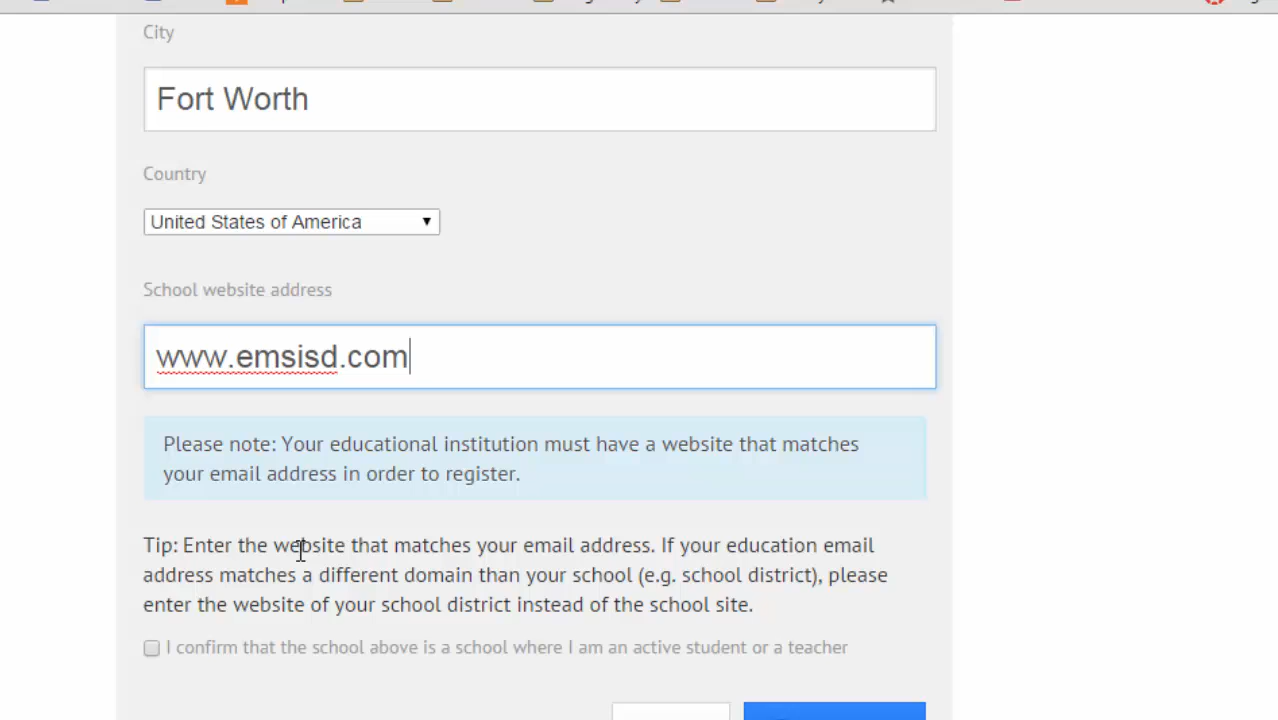 City
Fort Worth
Country
United States of America
School website address
www.emsisd.com
Please note: Your educational institution must have a website that matches
your email address in order to register.
Tip: Enter the website that matches your email address. If your education email
address matches a different domain than your school (e.g. school district), please
enter the website of your school district instead of the school site.
I confirm that the school above is a school where I am an active student or a teacher